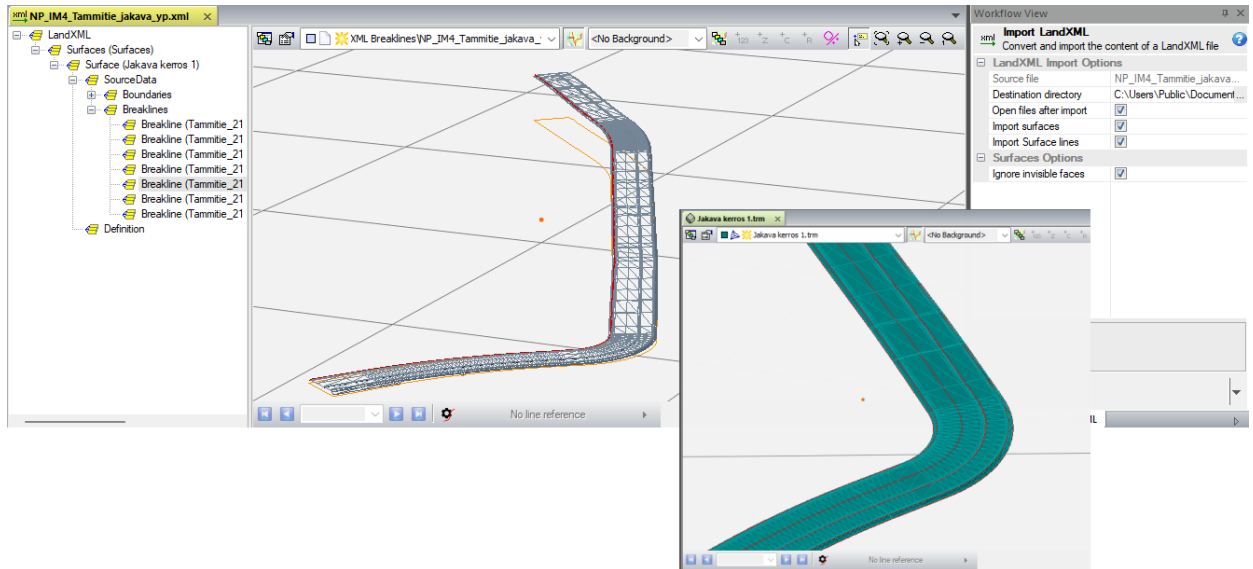 NP_IM4_Tammitie_jakava_yp.xml
LandXML
Surfaces (Surfaces)
Surface (Jakava kerros 1)
SourceData
Boundaries
Breaklines
Breakline (Tammitie_21
Breakline (Tammitie_21
Breakline (Tammitie_21
Breakline (Tammitie_21
Breakline (Tammitie_21
Breakline (Tammitie_21
Breakline (Tammitie_21
Definition
XML Breaklines\NP_IM4_Tammitie_jakava_
<No Background>
No line reference
Workflow View
Import LandXML
Convert and import the content of a LandXML file
LandXML Import Options
Source file NP_IM4_Tammitie_jakava...
Destination directory C:\Users\Public\Document...
Open files after import
Import surfaces
Import Surface lines
Surfaces Options
Ignore invisible faces
ML
Jakava kerros 1.trm
Jakava kerros 1.trm
<No Background>
No line reference